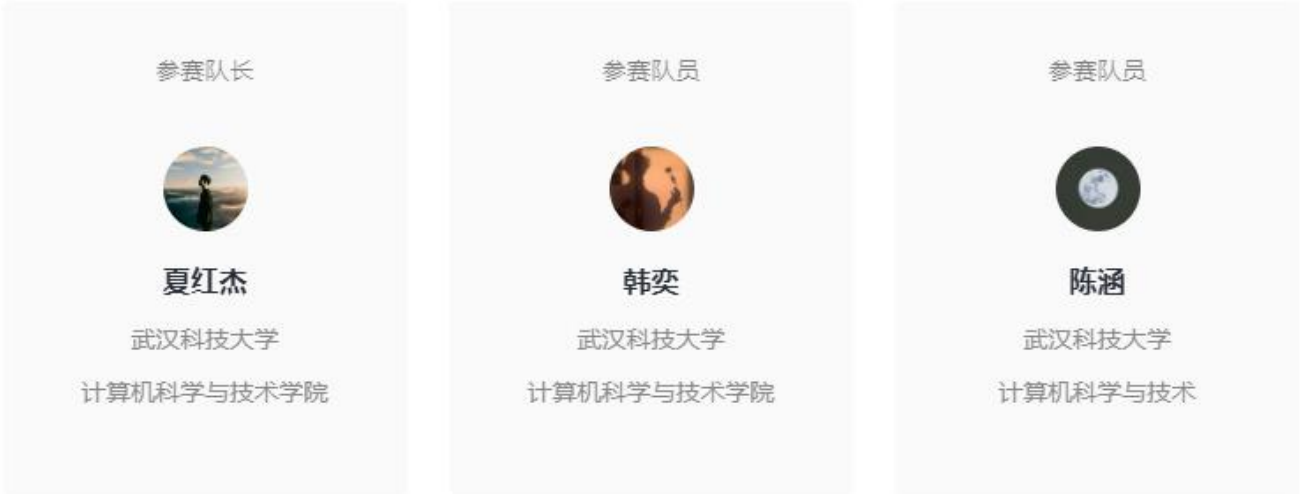 参赛队长
夏红杰
武汉科技大学
计算机科学与技术学院
参赛队员
韩奕
武汉科技大学
计算机科学与技术学院
参赛队员
陈涵
武汉科技大学
计算机科学与技术